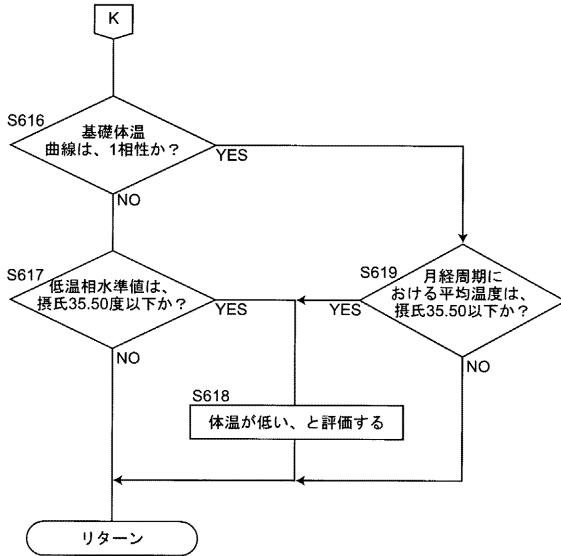 K
S616
基礎体温
曲線は、1相性か？
YES
NO
S617
低温相水準値は、
摂氏35.50度以下か？
YES
NO
S619
月経周期に
おける平均温度は、
摂氏35.50以下か？
YES
NO
S618
体温が低い、と評価する
リターン